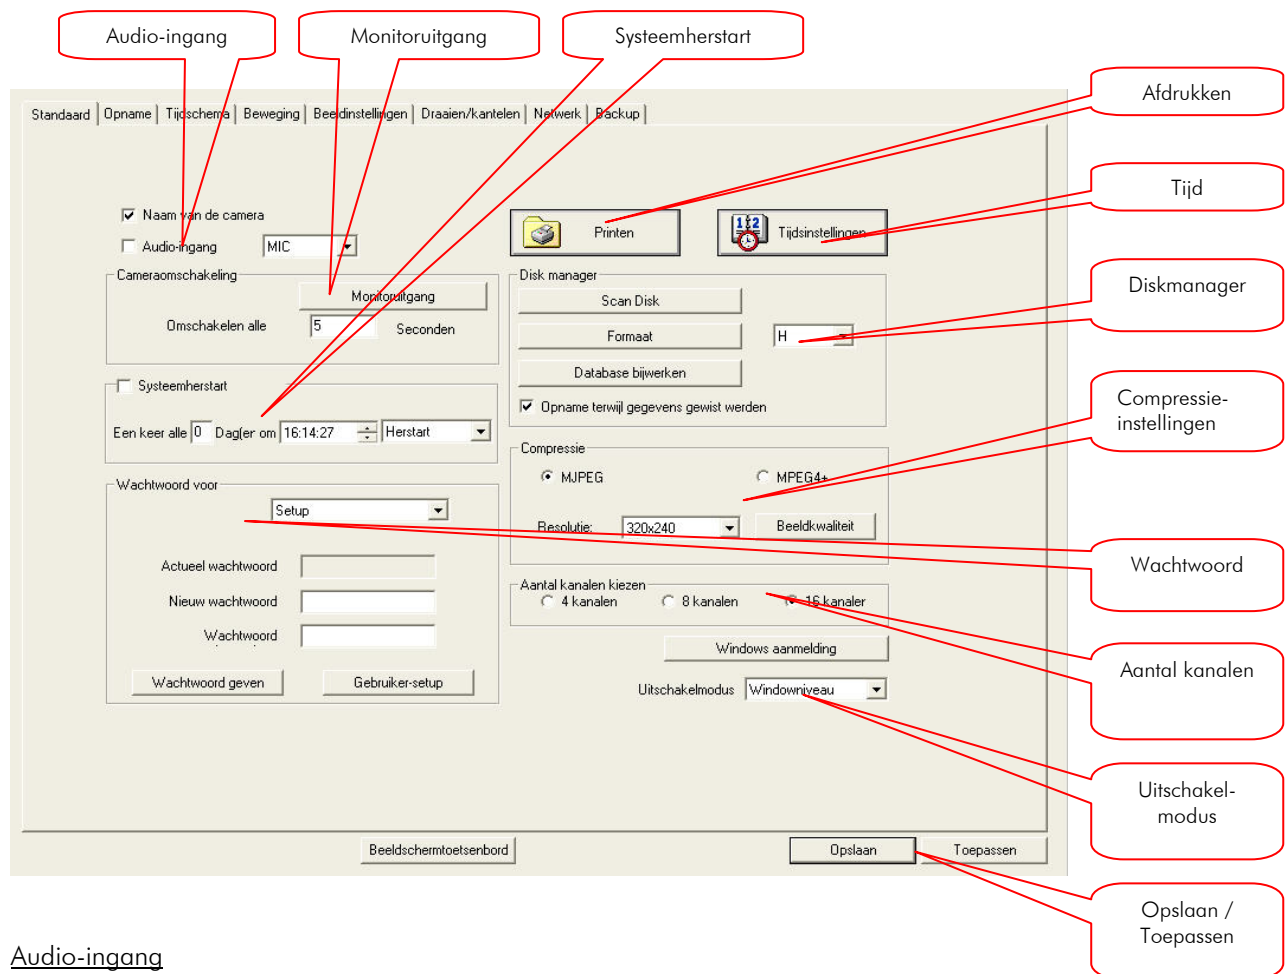 Audio-ingang
Monitoruitgang
Systeemherstart
Afdrukken
Standaard Opname Tijdschema Beweging Beeldinstellingen Draaien/kantelen Netwerk Backup
Tijd
Naam van de camera
Audio-ingang MIC
Printen
Tijdsinstellingen
Cameraomschakeling
Monitoruitgang
Omschakelen alle 5 Seconden
Disk manager
Scan Disk
Formaat H
Database bijwerken
Opname terwijl gegevens gewist werden
Diskmanager
Systeemherstart
Een keer alle 0 Dag(er om 16:14:27 Herstart
Compressie
MJPEG MPEG4+
Resolutie: 320x240 Beeldkwaliteit
Compressie-
instellingen
Wachtwoord voor
Setup
Actueel wachtwoord
Nieuw wachtwoord
Wachtwoord
Wachtwoord geven Gebruiker-setup
Wachtwoord
Aantal kanalen kiezen
4 kanalen 8 kanalen 16 kanaler
Windows aanmelding
Uitschakelmodus Windowniveau
Aantal kanalen
Uitschakel-
modus
Beeldschermtoetsenbord Opslaan Toepassen
Opslaan /
Toepassen
Audio-ingang